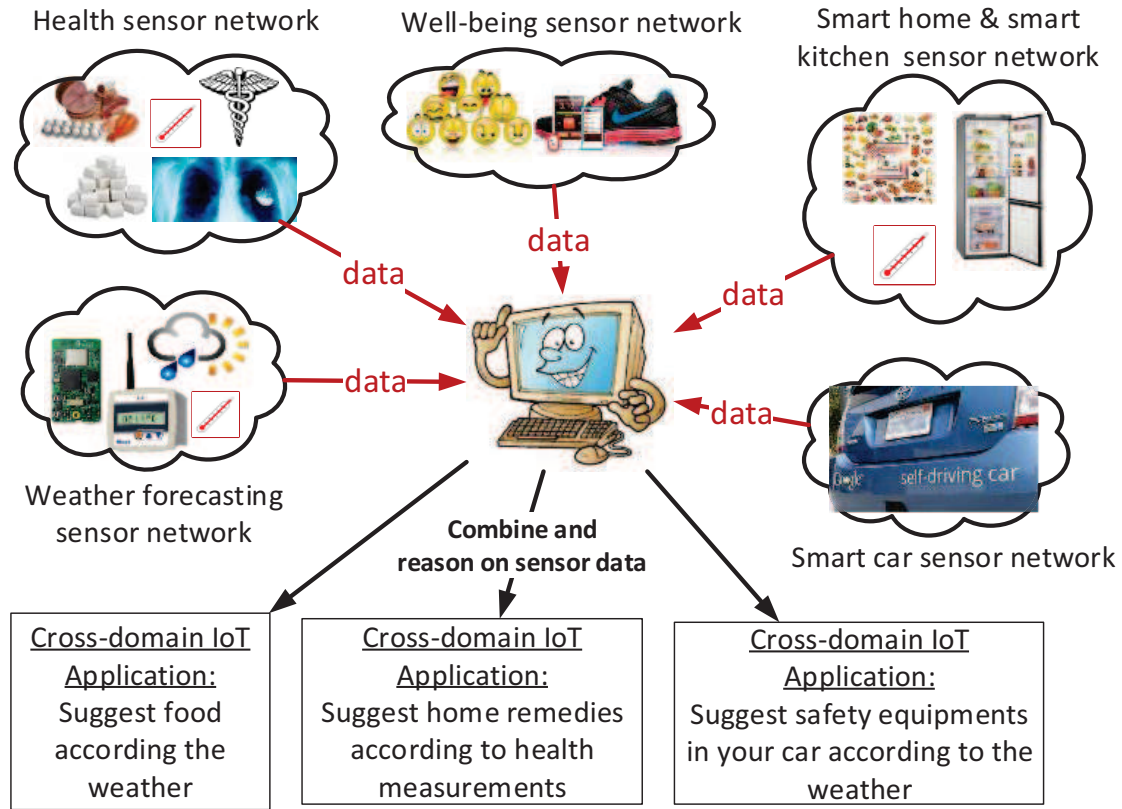 Health sensor network
Well-being sensor network
Smart home & smart
kitchen sensor network
data
data
data
data
data
Weather forecasting
sensor network
self-driving car
Smart car sensor network
Combine and
reason on sensor data
Cross-domain IoT
Application:
Suggest food
according the
weather
Cross-domain IoT
Application:
Suggest home remedies
according to health
measurements
Cross-domain IoT
Application:
Suggest safety equipments
in your car according to the
weather